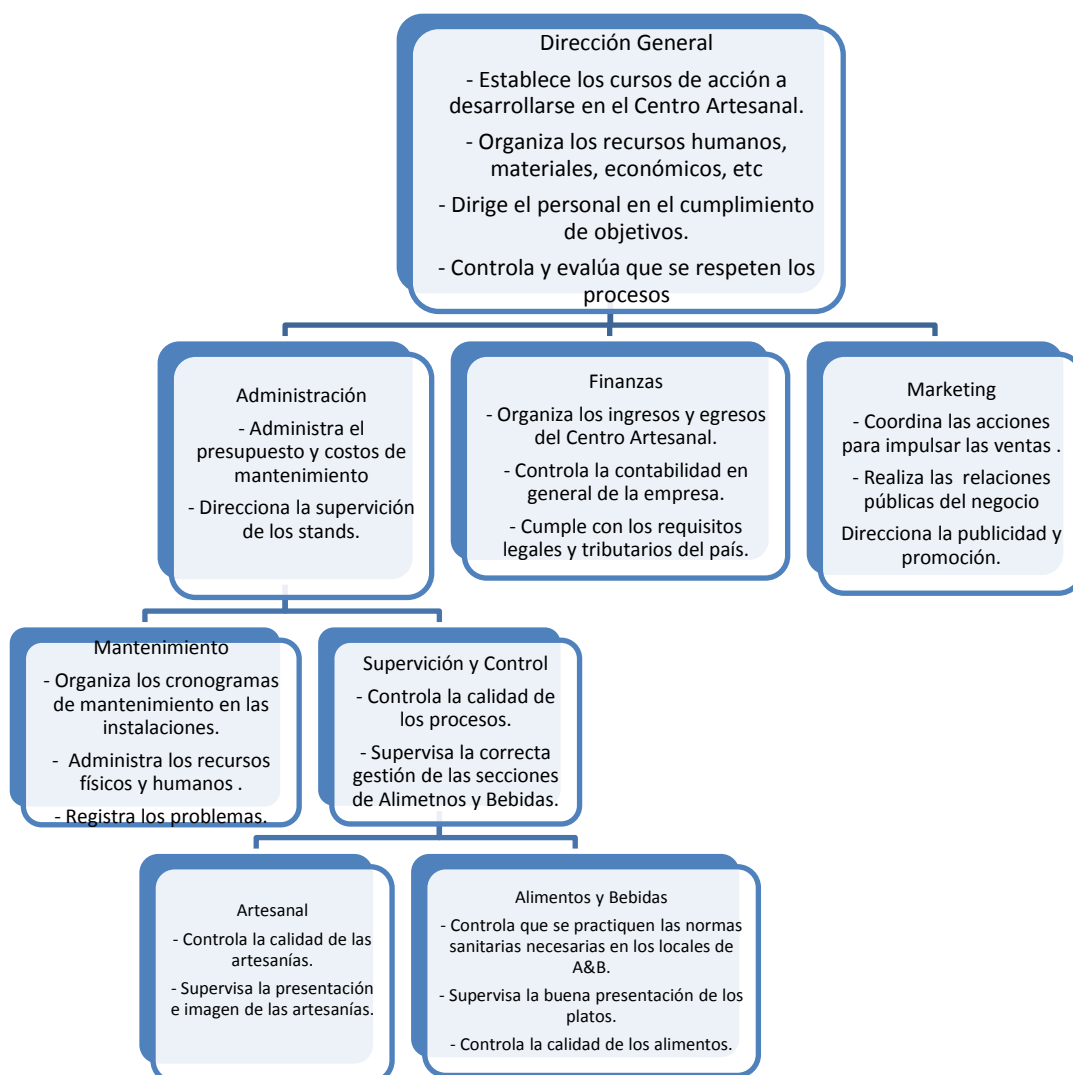 Dirección General
- Establece los cursos de acción a
desarrollarse en el Centro Artesanal.
- Organiza los recursos humanos,
materiales, económicos, etc
- Dirige el personal en el cumplimiento
de objetivos.
- Controla y evalúa que se respeten los
procesos
Administración
- Administra el
presupuesto y costos de
mantenimiento
- Direcciona la supervición
de los stands.
Finanzas
- Organiza los ingresos y egresos
del Centro Artesanal.
- Controla la contabilidad en
general de la empresa.
- Cumple con los requisitos
legales y tributarios del país.
Marketing
- Coordina las acciones
para impulsar las ventas .
- Realiza las relaciones
públicas del negocio
Direcciona la publicidad y
promoción.
Mantenimiento
- Organiza los cronogramas
de mantenimiento en las
instalaciones.
- Administra los recursos
físicos y humanos .
- Registra los problemas.
Supervición y Control
- Controla la calidad de
los procesos.
- Supervisa la correcta
gestión de las secciones
de Alimetnos y Bebidas.
Artesanal
- Controla la calidad de las
artesanías.
- Supervisa la presentación
e imagen de las artesanías.
Alimentos y Bebidas
- Controla que se practiquen las normas
sanitarias necesarias en los locales de
A&B.
- Supervisa la buena presentación de los
platos.
- Controla la calidad de los alimentos.